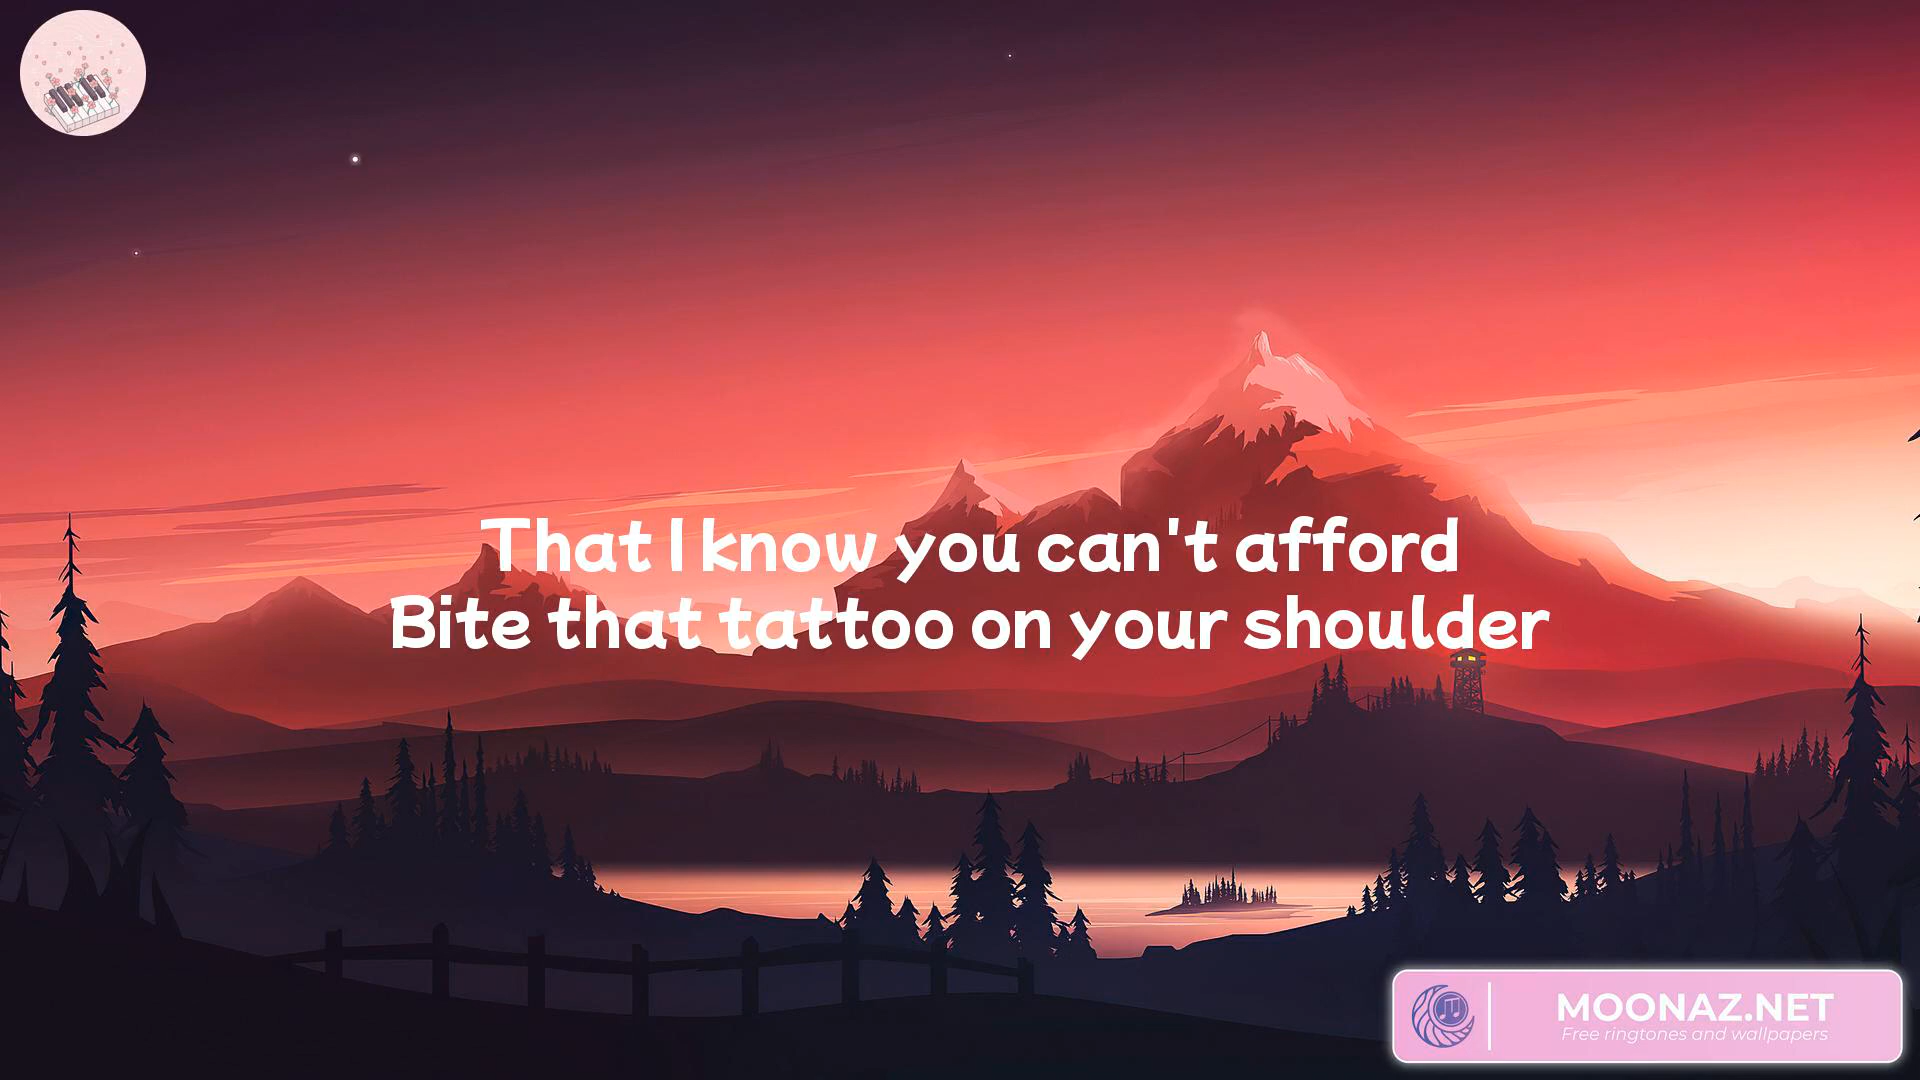 That I know you can't afford
Bite that tattoo on your shoulder
MOONAZ.NET
Free ringtones and wallpapers